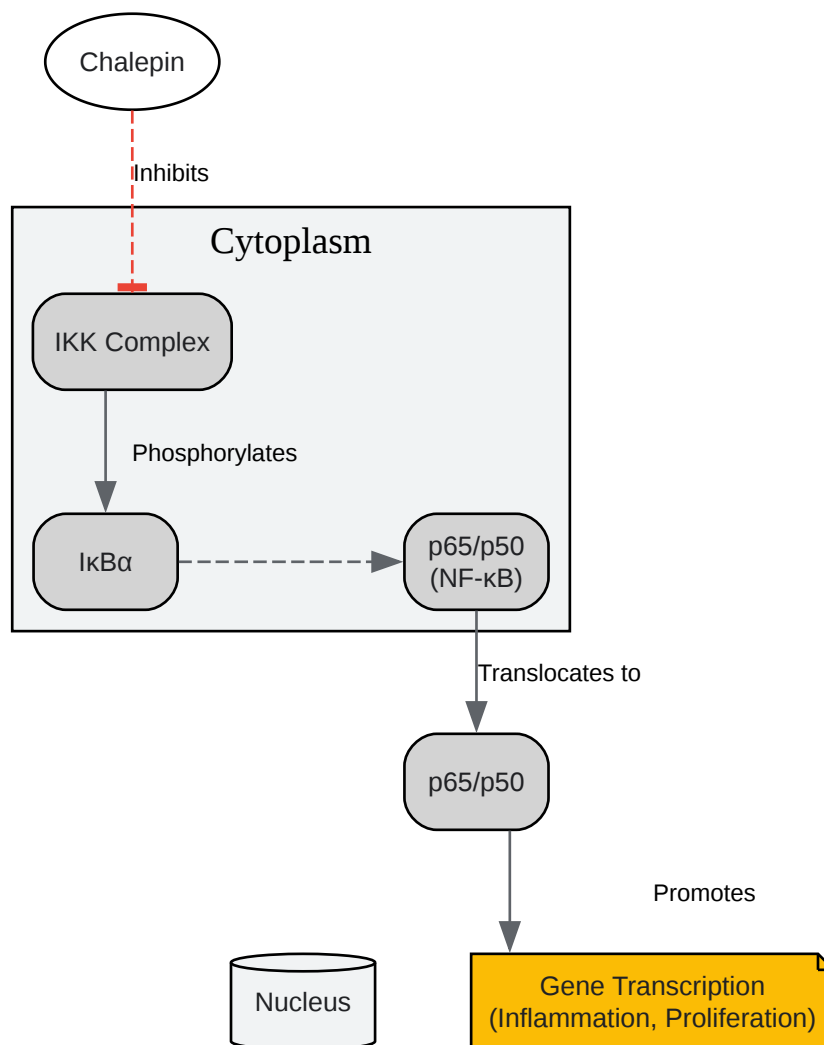 Chalepin
Inhibits
Cytoplasm
IKK Complex
Phosphorylates
IκBα
p65/p50
(NF-κB)
Translocates to
p65/p50
Promotes
Nucleus
Gene Transcription
(Inflammation, Proliferation)